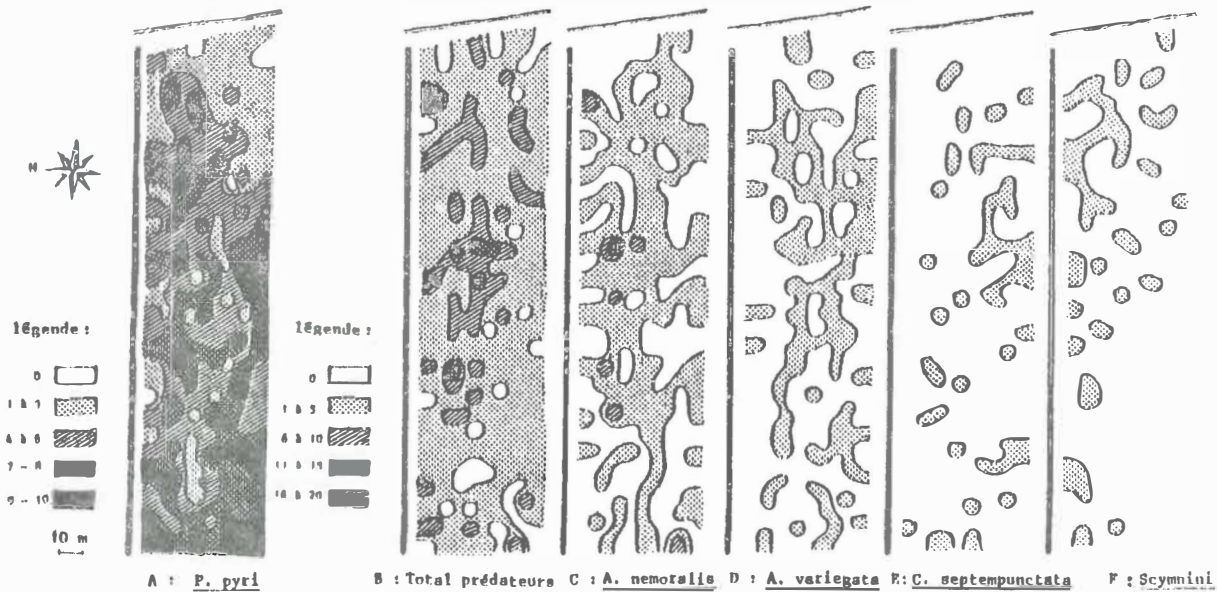 légende :
0
1 à 3
4 à 6
7 - 8
9 - 10
10 m
légende :
0
1 à 5
6 à 10
11 à 15
16 à 20
A : P. pyri
B : Total prédateurs
C : A. nemoralis
D : A. variegata
E : C. septempunctata
F : Scymnini